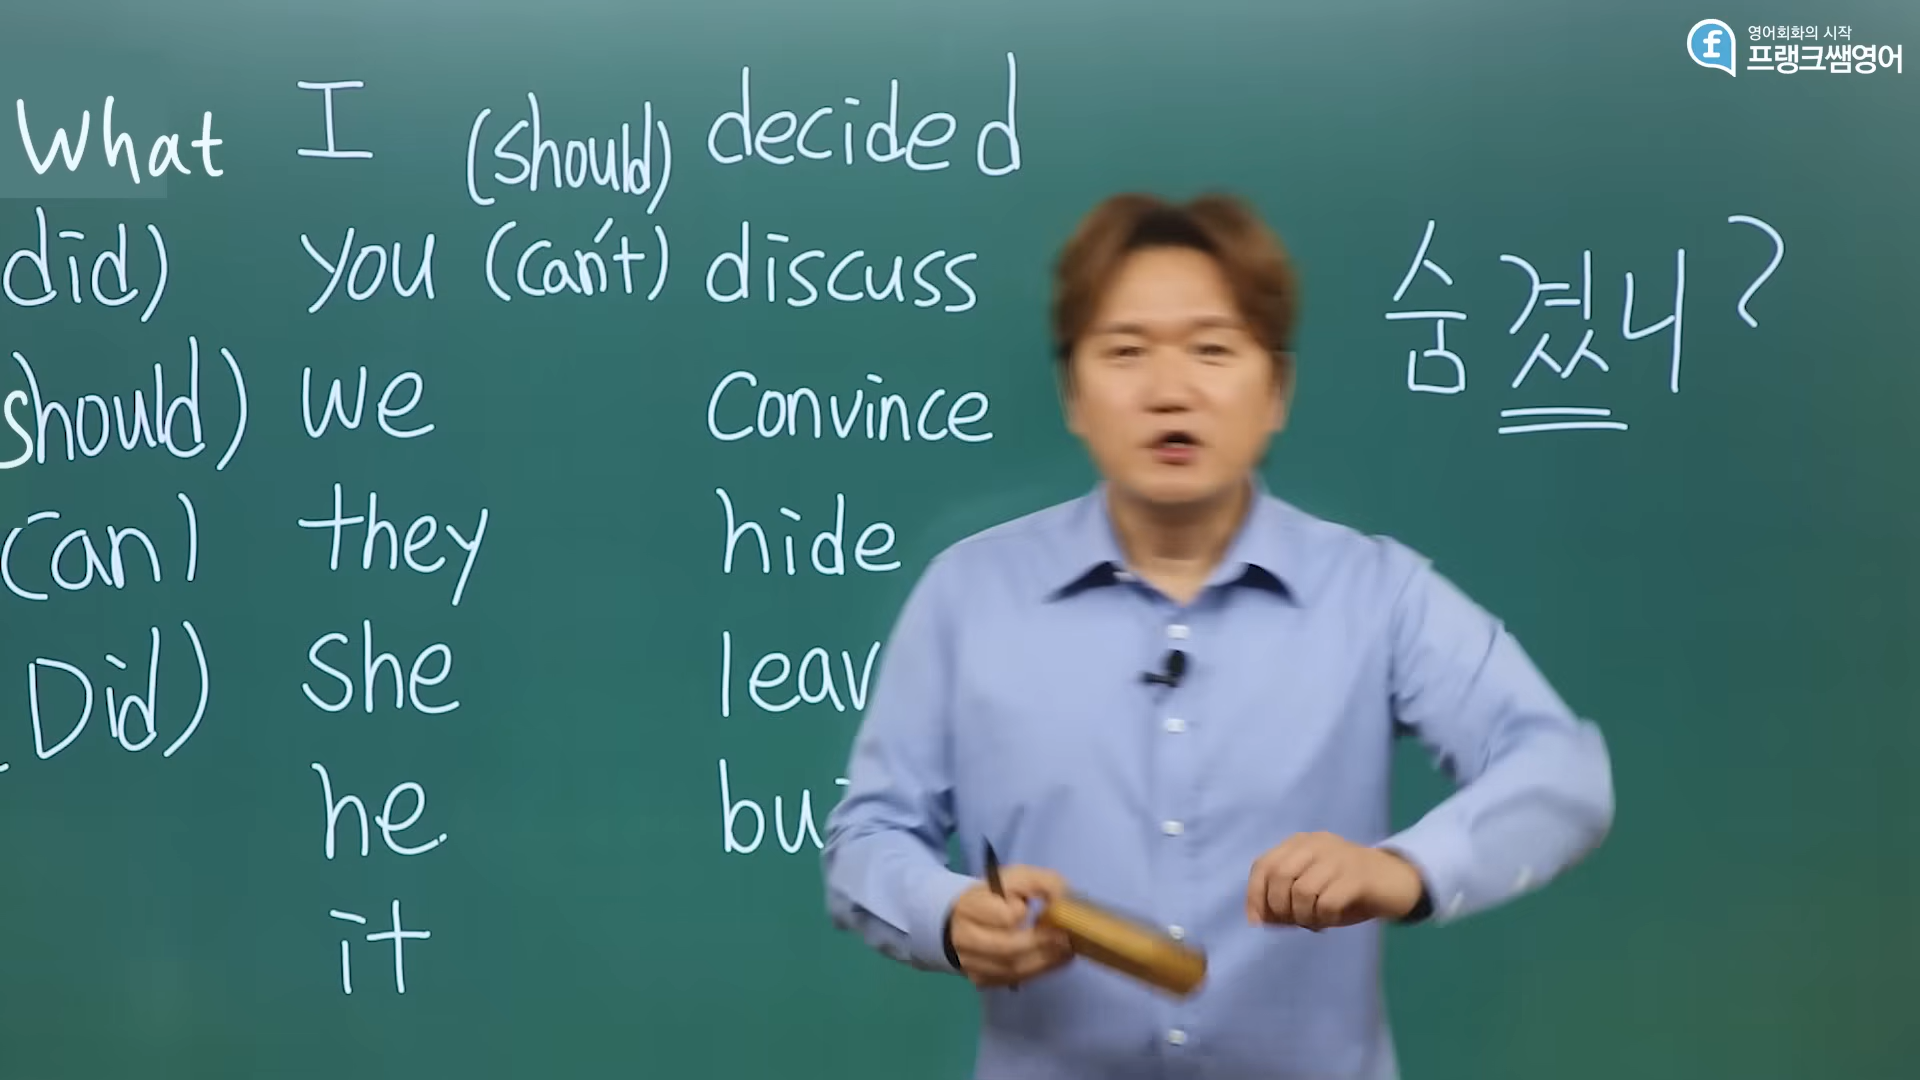 영어회화의 시작
프랭크쌤영어
What I (should) decided
did) you (can't) discuss
should) we convince
(can) they hide
Did) she
he
it
숨겼니?